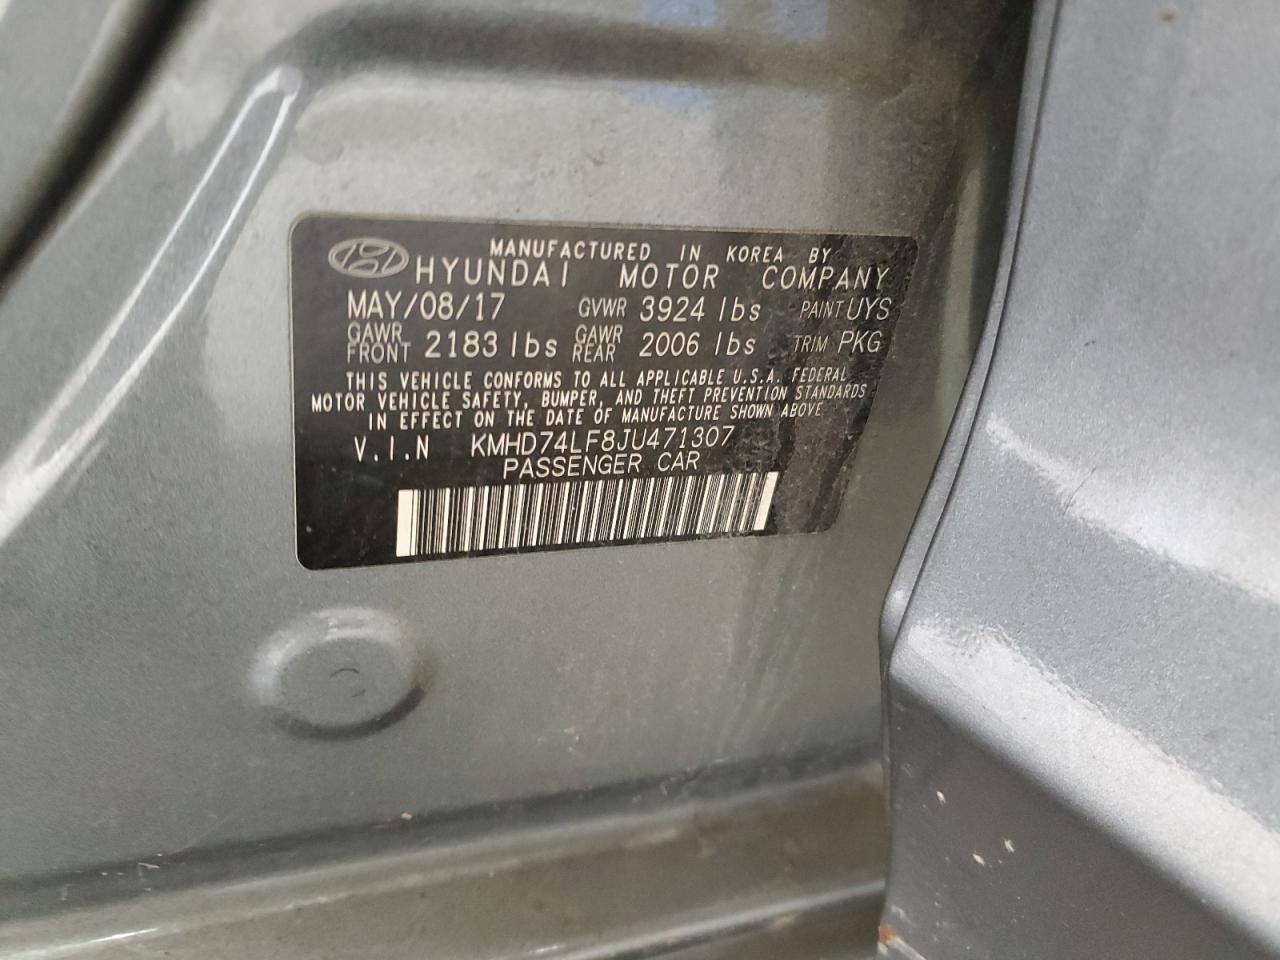 MANUFACTURED IN KOREA BY
HYUNDAI MOTOR COMPANY
MAY/08/17 GVWR 3924 lbs PAINT UYS
GAWR FRONT 2183 lbs GAWR REAR 2006 lbs TRIM PKG
THIS VEHICLE CONFORMS TO ALL APPLICABLE U.S.A. FEDERAL
MOTOR VEHICLE SAFETY, BUMPER, AND THEFT PREVENTION STANDARDS
IN EFFECT ON THE DATE OF MANUFACTURE SHOWN ABOVE
V.I.N KMHD74LF8JU471307
PASSENGER CAR